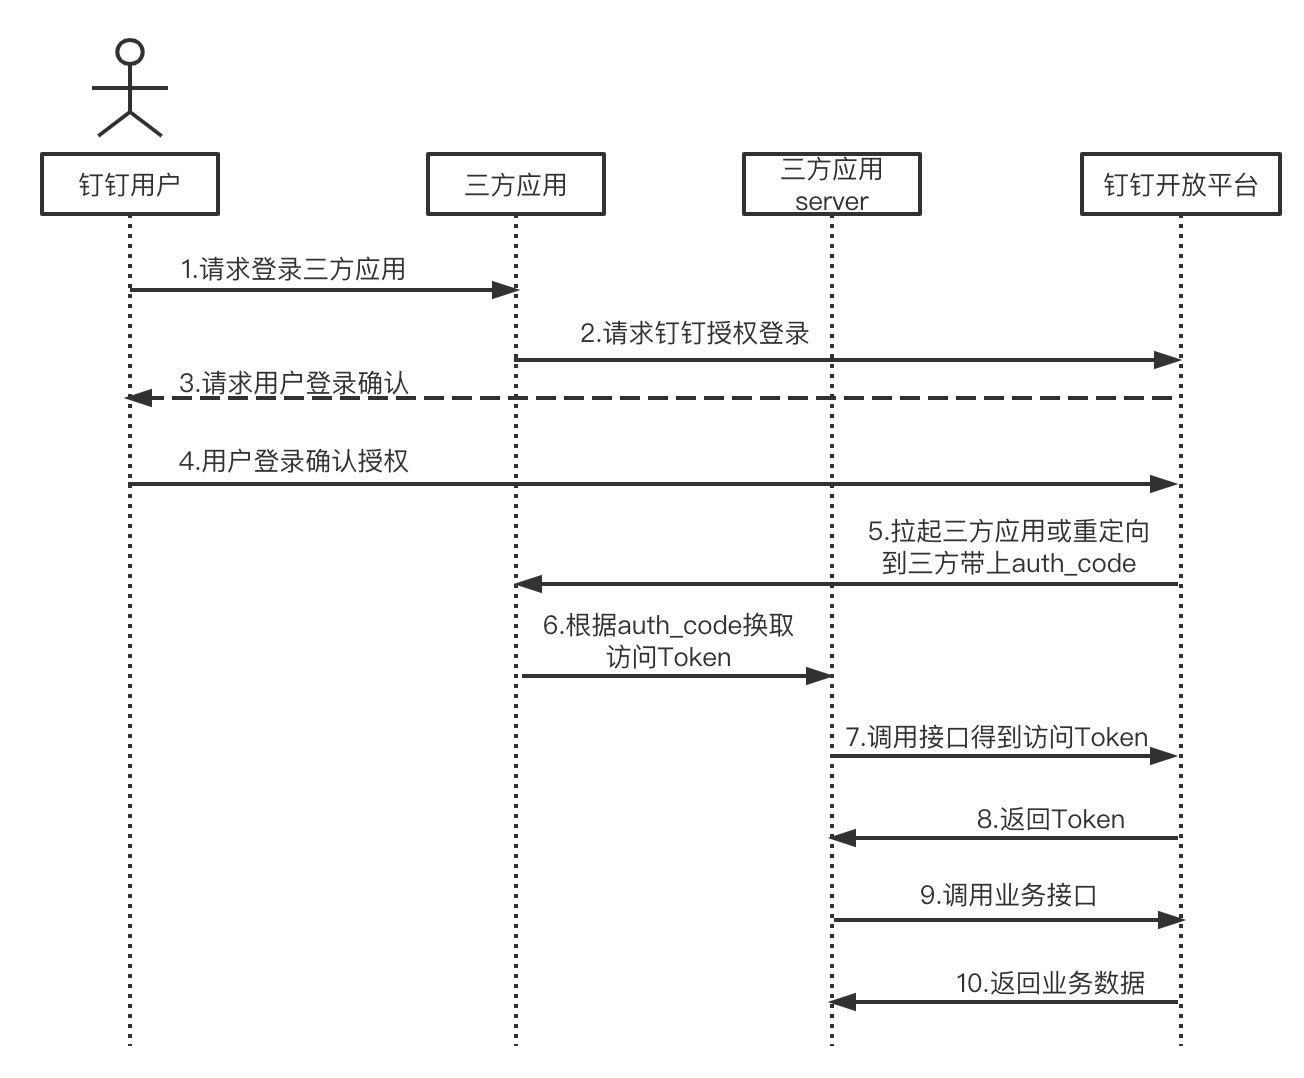 钉钉用户
三方应用
三方应用
server
钉钉开放平台
1.请求登录三方应用
2.请求钉钉授权登录
3.请求用户登录确认
4.用户登录确认授权
5.拉起三方应用或重定向
到三方带上auth_code
6.根据auth_code换取
访问Token
7.调用接口得到访问Token
8.返回Token
9.调用业务接口
10.返回业务数据